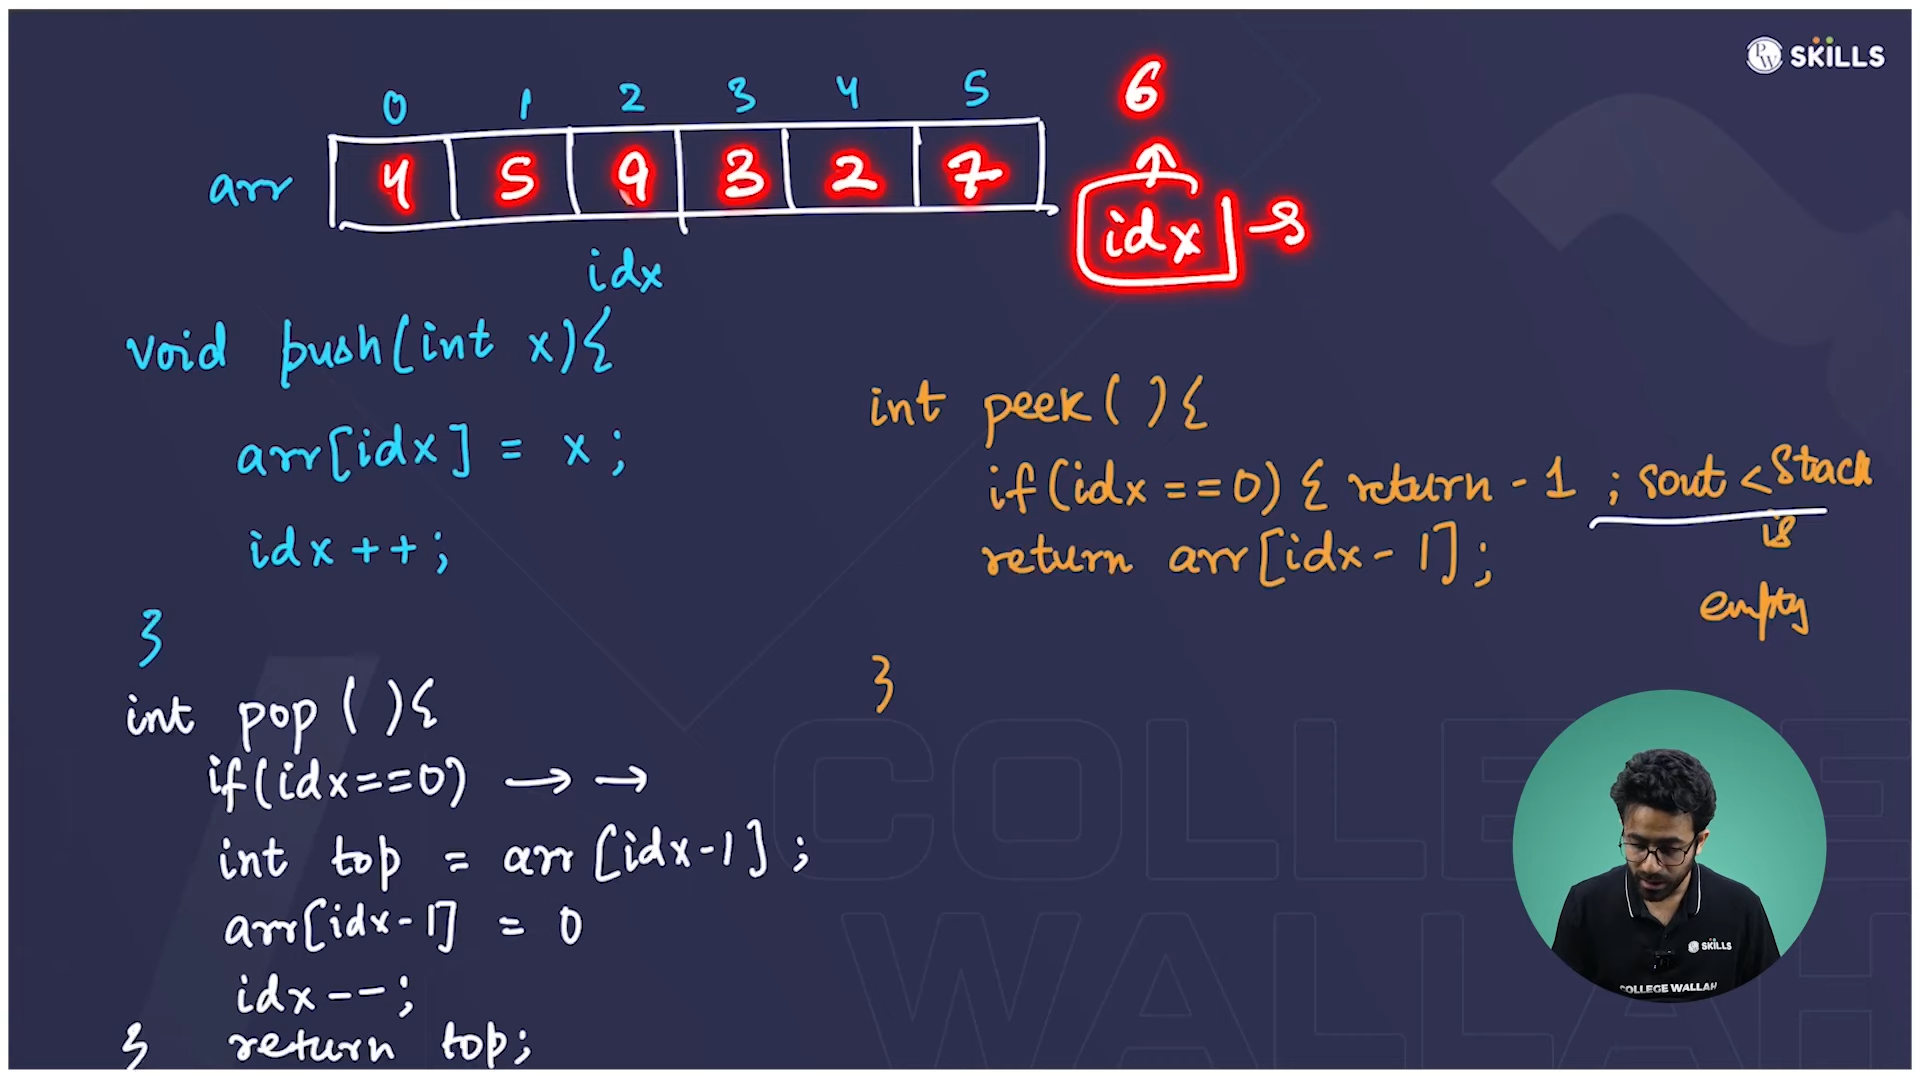 PW SKILLS
0 1 2 3 4 5 6
arr 4 5 9 3 2 7
idx → s
idx
void push(int x){
arr[idx] = x;
idx++;
}
int pop ( ){
if(idx==0) → →
int top = arr[idx-1];
arr[idx-1] = 0
idx--;
} return top;
int peek( ){
if(idx==0){ return -1 ; sout < Stack
is
empty
return arr[idx-1];
}
COLLEGE
WALLAH
SKILLS
COLLEGE WALLAH